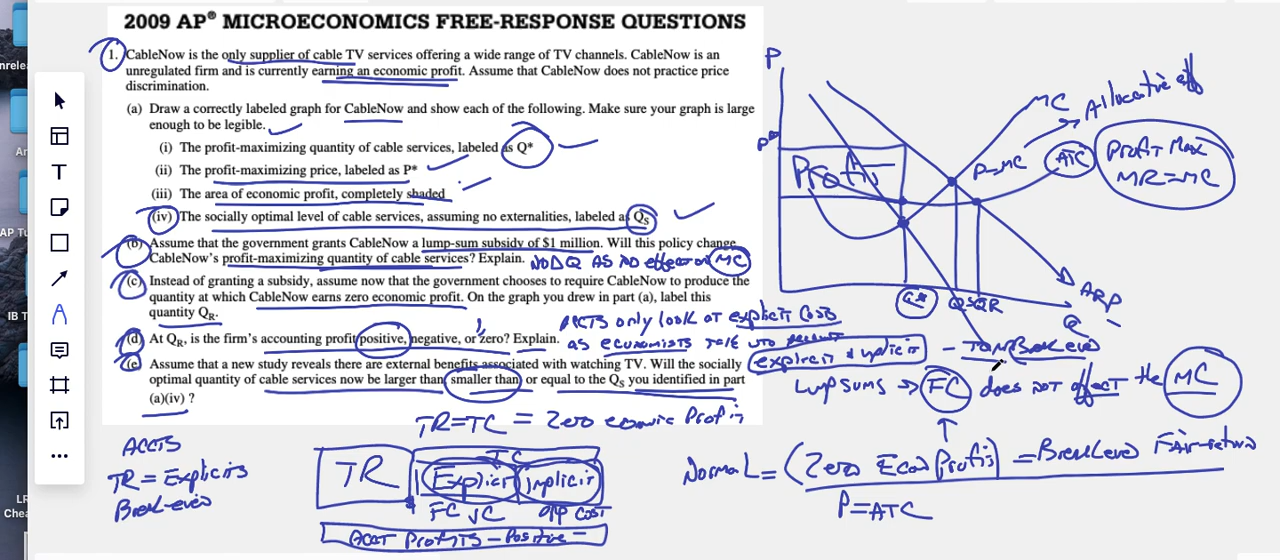 2009 AP® MICROECONOMICS FREE-RESPONSE QUESTIONS
1. CableNow is the only supplier of cable TV services offering a wide range of TV channels. CableNow is an
unregulated firm and is currently earning an economic profit. Assume that CableNow does not practice price
discrimination.
(a) Draw a correctly labeled graph for CableNow and show each of the following. Make sure your graph is large
enough to be legible.
(i) The profit-maximizing quantity of cable services, labeled as Q*
(ii) The profit-maximizing price, labeled as P*
(iii) The area of economic profit, completely shaded
(iv) The socially optimal level of cable services, assuming no externalities, labeled as QS
(b) Assume that the government grants CableNow a lump-sum subsidy of $1 million. Will this policy change
CableNow's profit-maximizing quantity of cable services? Explain. NO Δ Q AS NO effect on MC
(c) Instead of granting a subsidy, assume now that the government chooses to require CableNow to produce the
quantity at which CableNow earns zero economic profit. On the graph you drew in part (a), label this
quantity QR.
(d) At QR, is the firm's accounting profit positive, negative, or zero? Explain.
(e) Assume that a new study reveals there are external benefits associated with watching TV. Will the socially
optimal quantity of cable services now be larger than, smaller than, or equal to the QS you identified in part
(a)(iv) ?
ACCTS only look at explicit Costs
as economists take into
explicit & implicit
Lump sums → FC does NOT effect the MC
P
P*
Profit
MC
Allocative eff
P=MC
ATC
Profit Max
MR=MC
ARP
Q* QS QR
Q
TR=TC = Zero economic Profit
ACCTS
TR = Explicits
Break-even
TR
TC
Explicit
implicit
FC VC
opp cost
ACCT Profits - Positive
Normal = (Zero Econ Profits) = Breakeven Fair-return
P=ATC